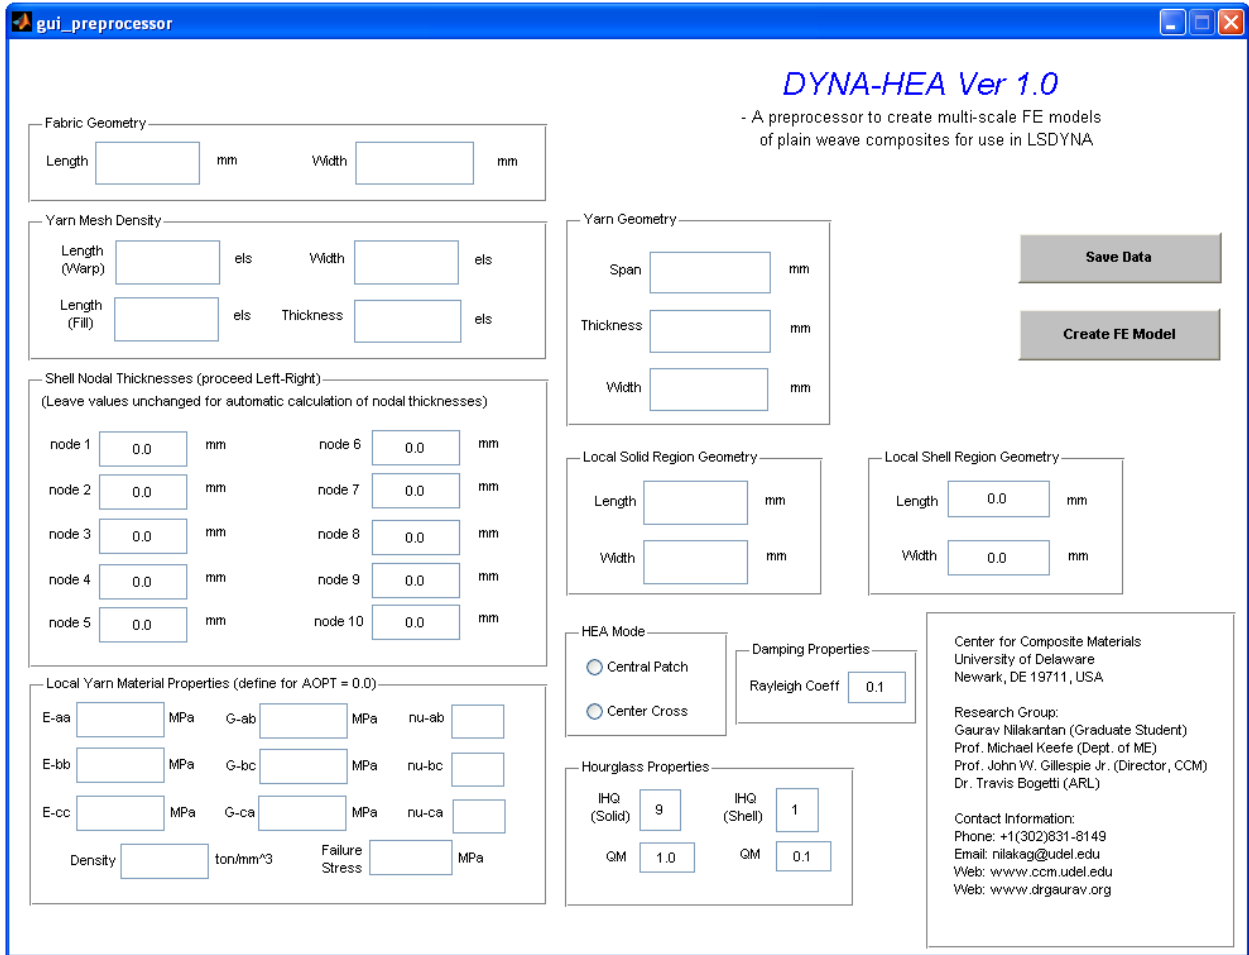 gui_preprocessor
DYNA-HEA Ver 1.0
- A preprocessor to create multi-scale FE models
of plain weave composites for use in LSDYNA
Fabric Geometry
Length mm Width mm
Yarn Mesh Density
Length (Warp) els Width els
Length (Fill) els Thickness els
Shell Nodal Thicknesses (proceed Left-Right)
(Leave values unchanged for automatic calculation of nodal thicknesses)
node 1 0.0 mm node 6 0.0 mm
node 2 0.0 mm node 7 0.0 mm
node 3 0.0 mm node 8 0.0 mm
node 4 0.0 mm node 9 0.0 mm
node 5 0.0 mm node 10 0.0 mm
Local Yarn Material Properties (define for AOPT = 0.0)
E-aa MPa G-ab MPa nu-ab
E-bb MPa G-bc MPa nu-bc
E-cc MPa G-ca MPa nu-ca
Density ton/mm^3 Failure Stress MPa
Yarn Geometry
Span mm
Thickness mm
Width mm
Save Data
Create FE Model
Local Solid Region Geometry
Length mm
Width mm
Local Shell Region Geometry
Length 0.0 mm
Width 0.0 mm
HEA Mode
Central Patch
Center Cross
Damping Properties
Rayleigh Coeff 0.1
Hourglass Properties
IHQ (Solid) 9 IHQ (Shell) 1
QM 1.0 QM 0.1
Center for Composite Materials
University of Delaware
Newark, DE 19711, USA
Research Group:
Gaurav Nilakantan (Graduate Student)
Prof. Michael Keefe (Dept. of ME)
Prof. John W. Gillespie Jr. (Director, CCM)
Dr. Travis Bogetti (ARL)
Contact Information:
Phone: +1(302)831-8149
Email: nilakag@udel.edu
Web: www.ccm.udel.edu
Web: www.drgaurav.org